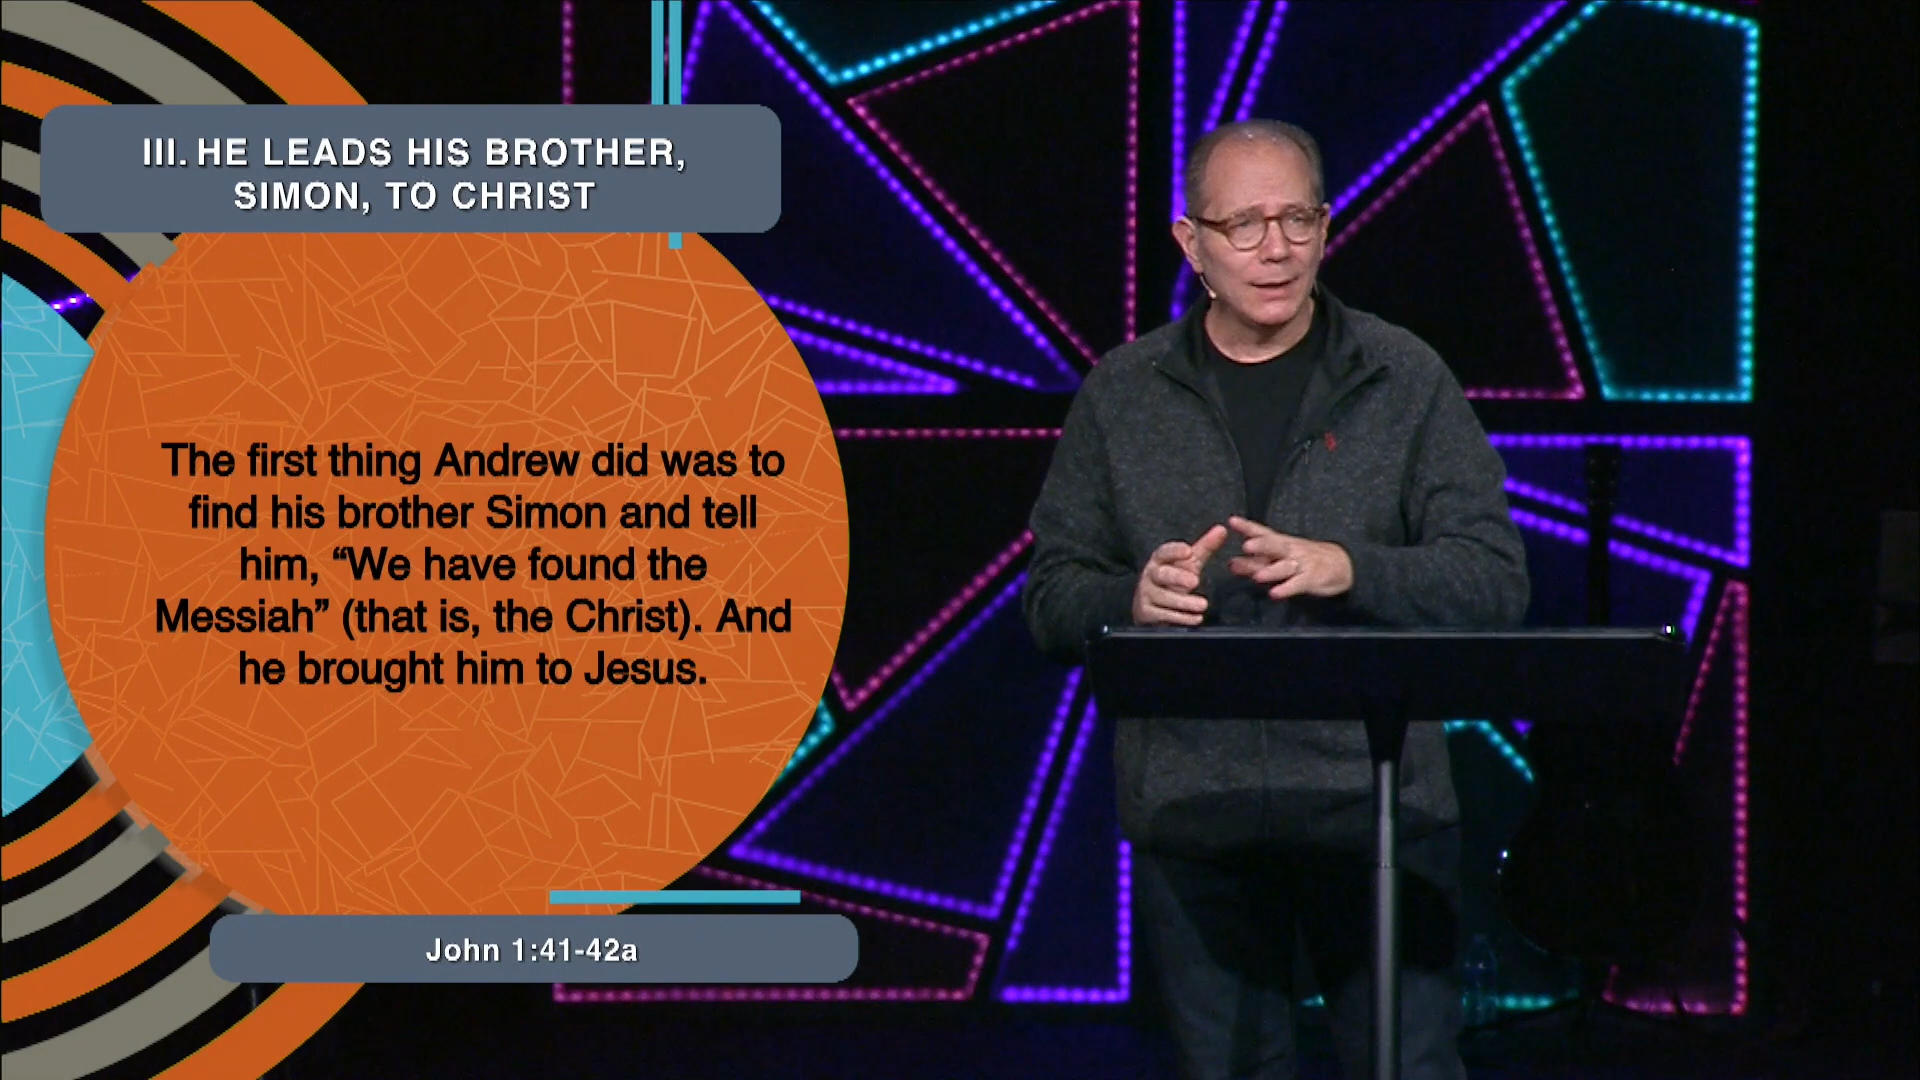 III. HE LEADS HIS BROTHER,
SIMON, TO CHRIST
The first thing Andrew did was to
find his brother Simon and tell
him, “We have found the
Messiah” (that is, the Christ). And
he brought him to Jesus.
John 1:41-42a